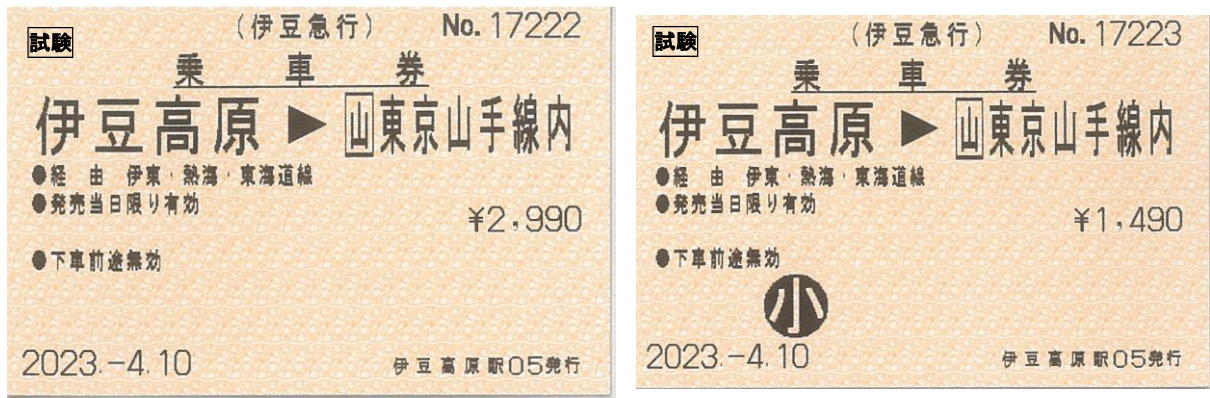 試験
（伊豆急行） No. 17222
乗車券
伊豆高原 ▶ 山東京山手線内
●経 由 伊東・熱海・東海道線
●発売当日限り有効
¥2,990
●下車前途無効
2023.-4.10 伊豆高原駅05発行
試験
（伊豆急行） No. 17223
乗車券
伊豆高原 ▶ 山東京山手線内
●経 由 伊東・熱海・東海道線
●発売当日限り有効
¥1,490
●下車前途無効
小
2023.-4.10 伊豆高原駅05発行